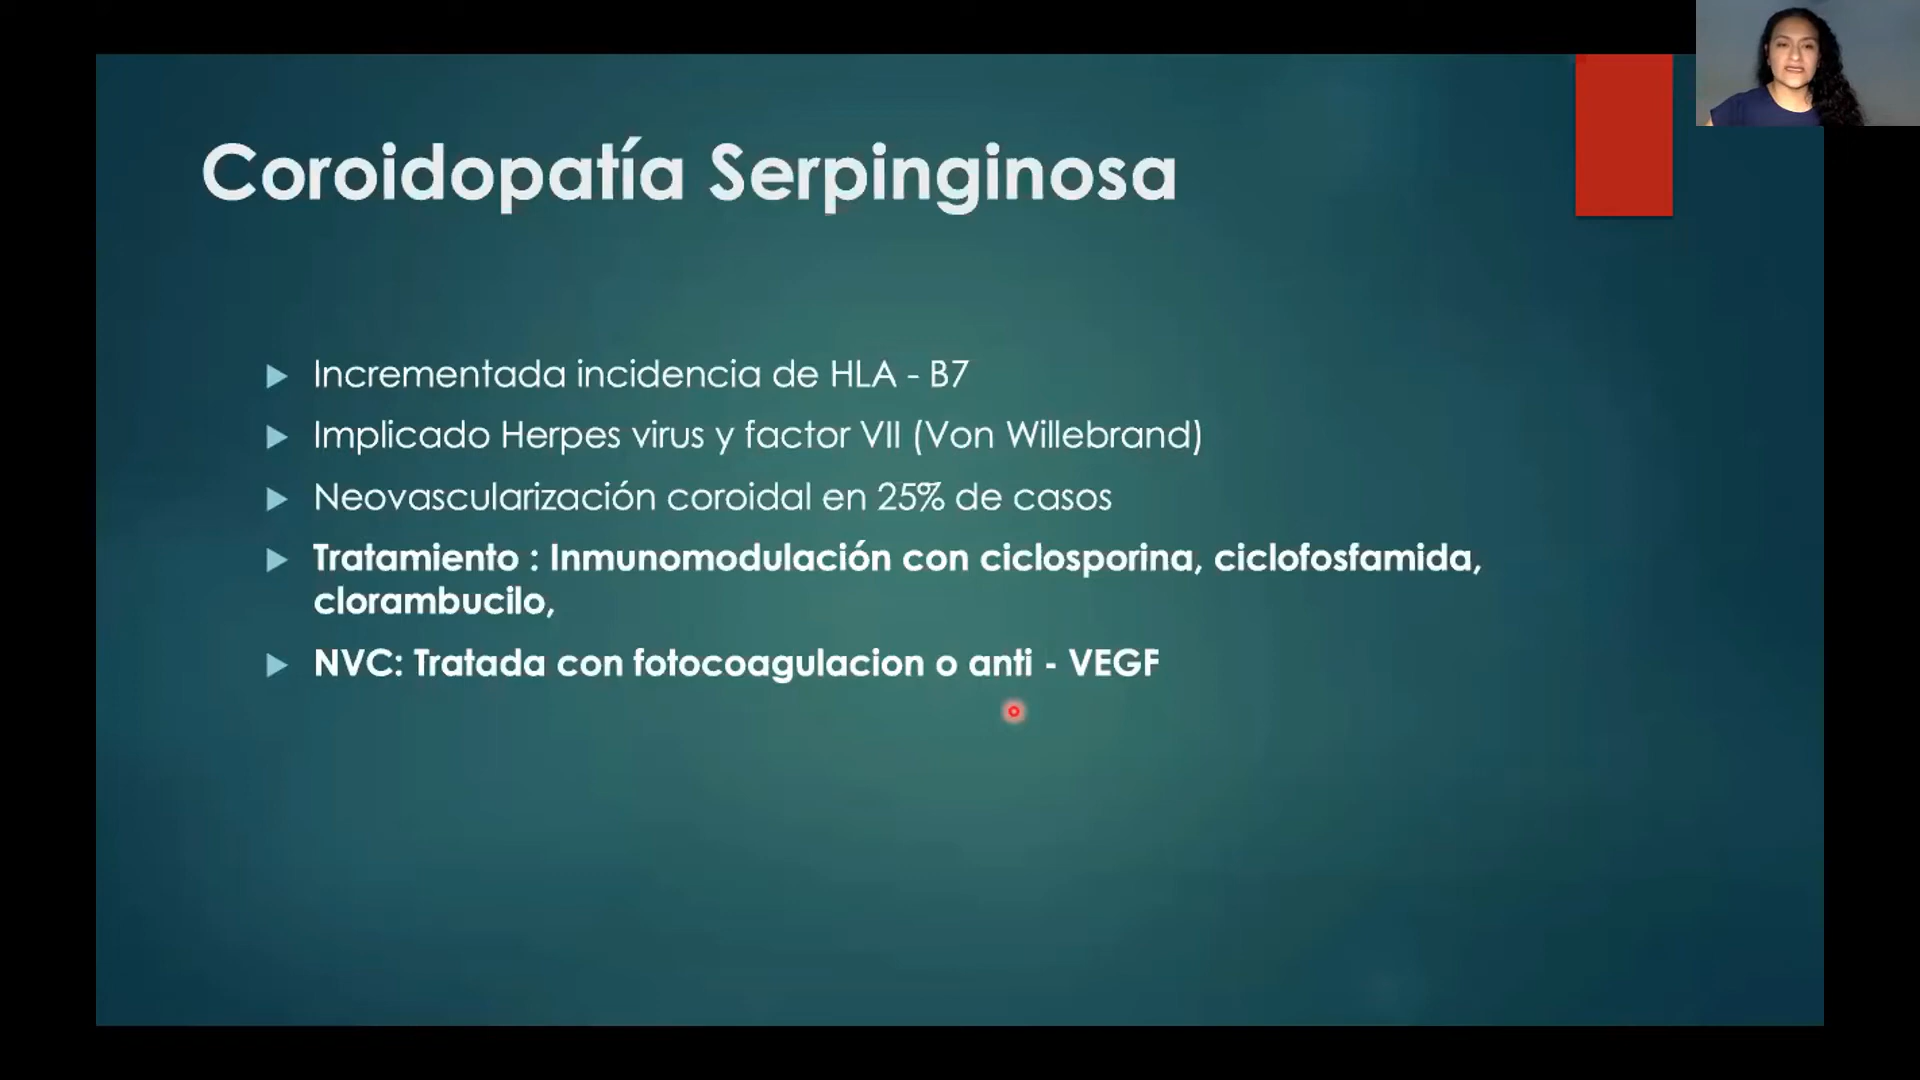 Coroidopatía Serpinginosa
Incrementada incidencia de HLA - B7
Implicado Herpes virus y factor VII (Von Willebrand)
Neovascularización coroidal en 25% de casos
Tratamiento : Inmunomodulación con ciclosporina, ciclofosfamida,
clorambucilo,
NVC: Tratada con fotocoagulacion o anti - VEGF